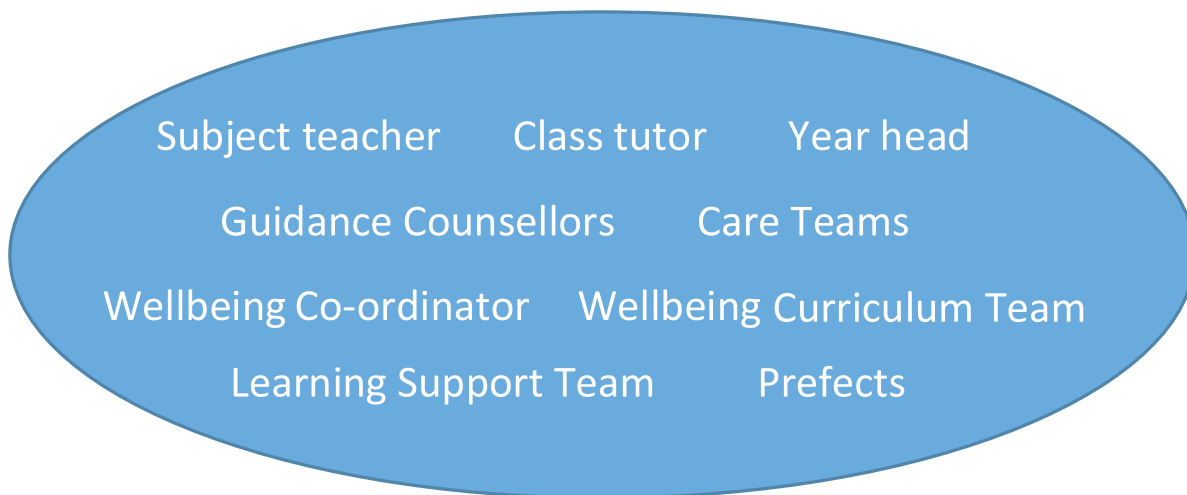 Subject teacher Class tutor Year head
Guidance Counsellors Care Teams
Wellbeing Co-ordinator Wellbeing Curriculum Team
Learning Support Team Prefects